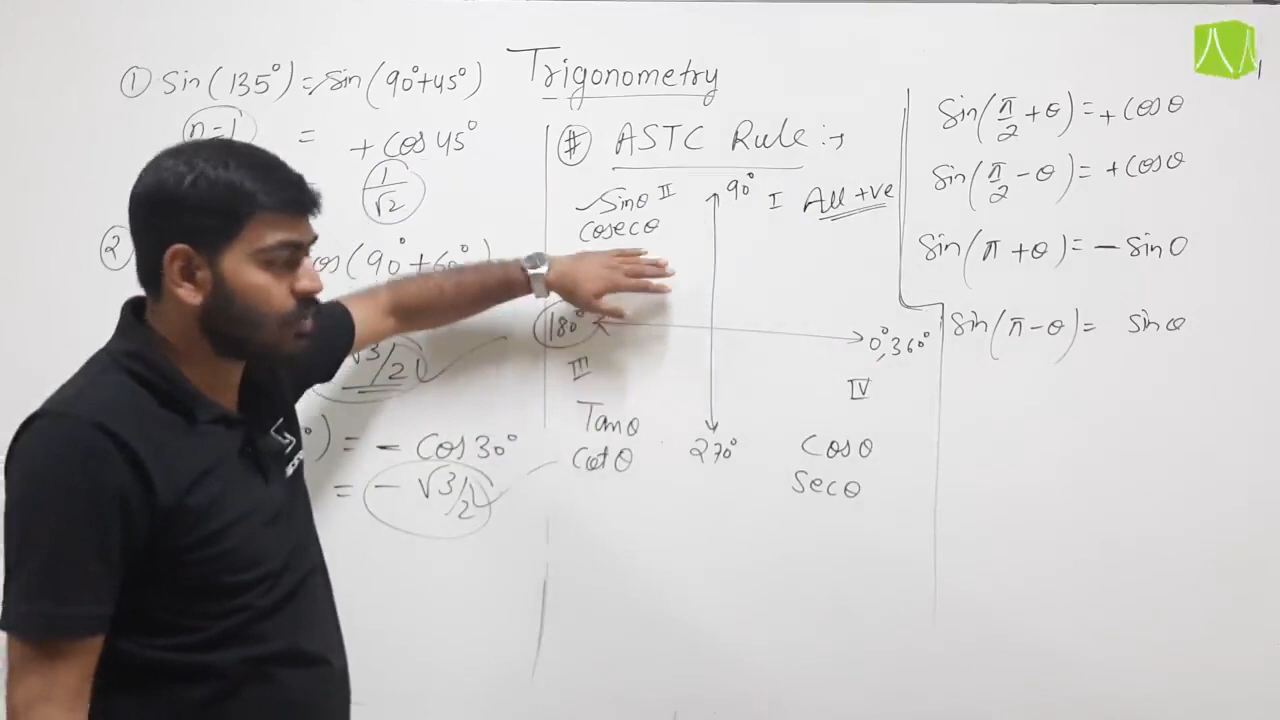 Trigonometry
① Sin(135°) = Sin(90°+45°)
n=1
= + Cos 45°
1/√2
②
cos(90°+60°)
√3/2
°) = - Cos 30°
= - √3/2
# ASTC Rule :→
Sinθ II
Cosecθ
90°
I All +ve
180°
0°,360°
III
Tanθ
Cotθ
270°
IV
Cosθ
Secθ
Sin(π/2 + θ) = + Cosθ
Sin(π/2 - θ) = + Cosθ
Sin(π + θ) = - Sinθ
Sin(π - θ) = Sinθ